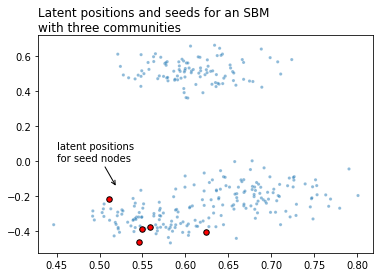 Latent positions and seeds for an SBM
with three communities
0.6
0.4
0.2
0.0
−0.2
−0.4
latent positions
for seed nodes
0.45 0.50 0.55 0.60 0.65 0.70 0.75 0.80